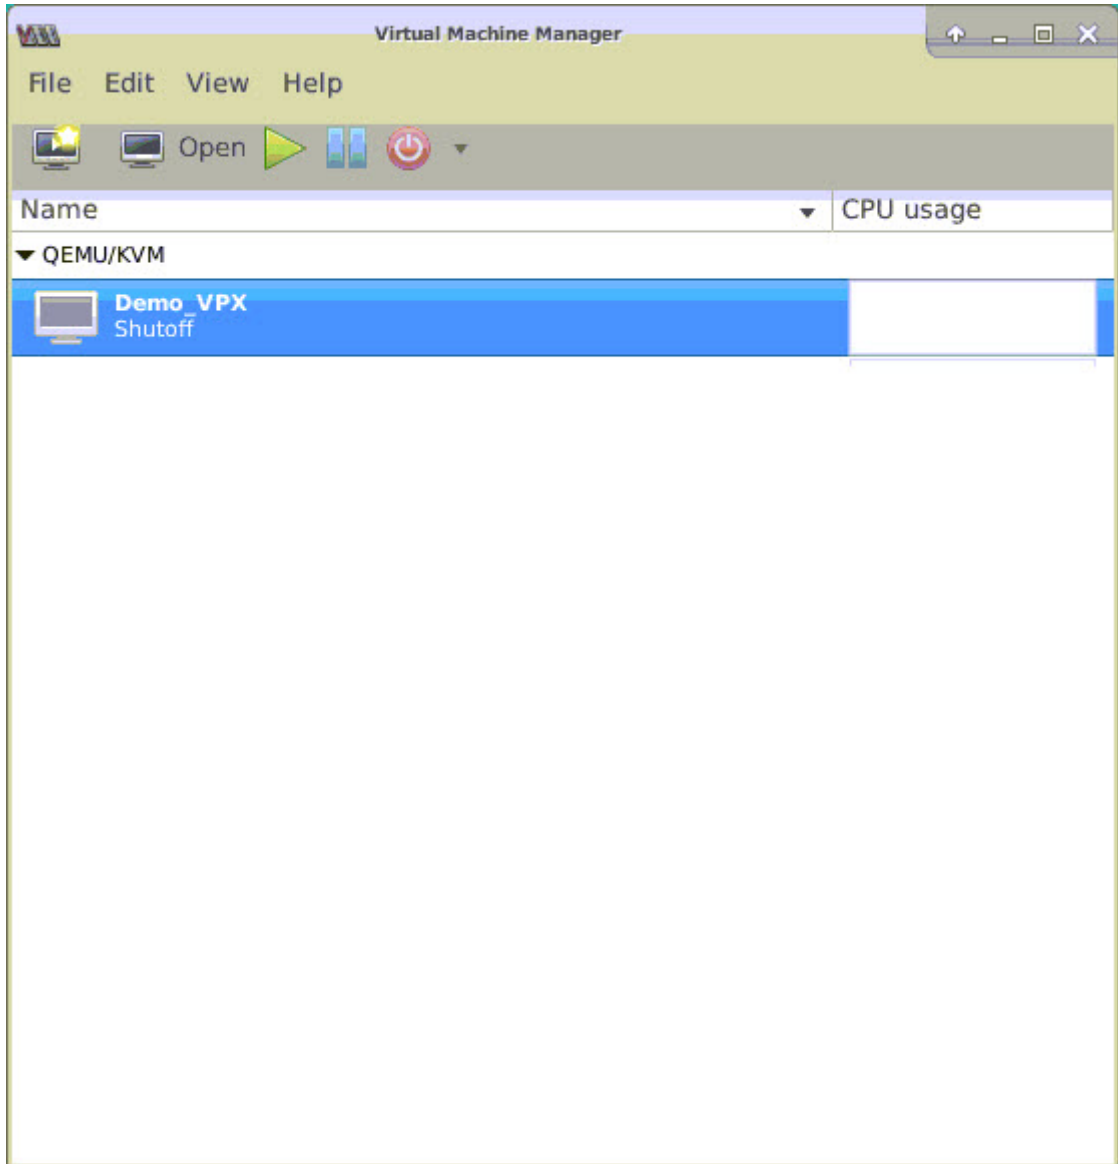 Virtual Machine Manager
File Edit View Help
Open
Name CPU usage
QEMU/KVM
Demo_VPX
Shutoff